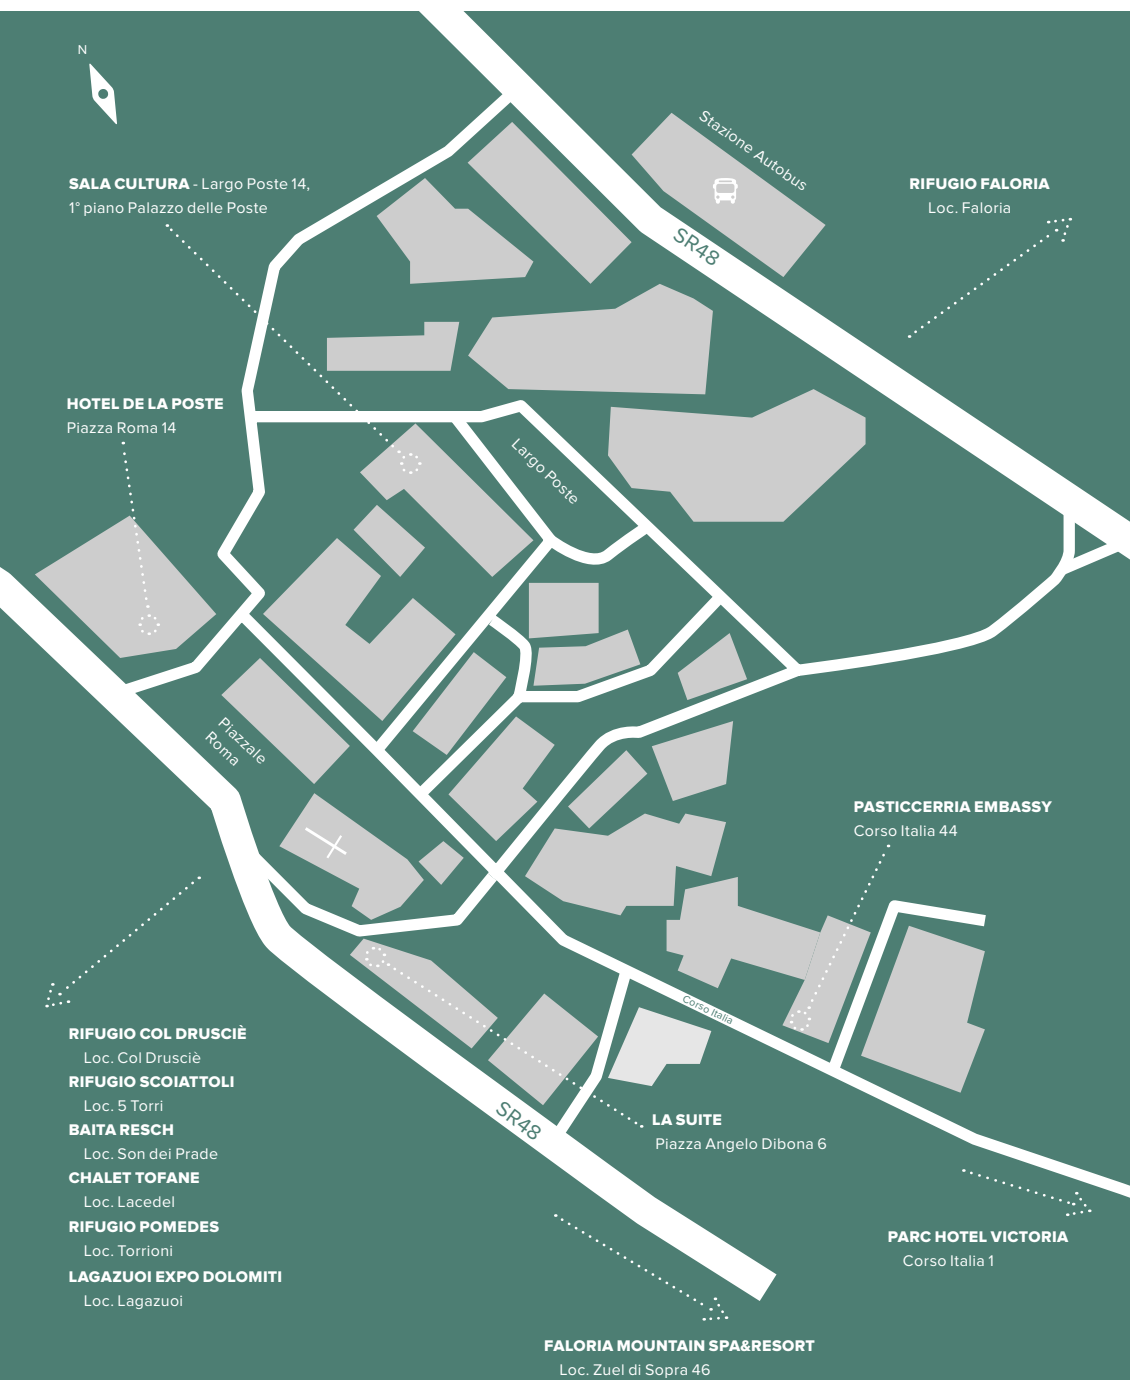 N
Stazione Autobus
SALA CULTURA - Largo Poste 14,
1° piano Palazzo delle Poste
RIFUGIO FALORIA
Loc. Faloria
SR48
HOTEL DE LA POSTE
Piazza Roma 14
Largo Poste
Piazzale
Roma
PASTICCERRIA EMBASSY
Corso Italia 44
Corso Italia
RIFUGIO COL DRUSCIÈ
Loc. Col Drusciè
RIFUGIO SCOIATTOLI
Loc. 5 Torri
BAITA RESCH
Loc. Son dei Prade
CHALET TOFANE
Loc. Lacedel
RIFUGIO POMEDES
Loc. Torrioni
LAGAZUOI EXPO DOLOMITI
Loc. Lagazuoi
SR48
LA SUITE
Piazza Angelo Dibona 6
PARC HOTEL VICTORIA
Corso Italia 1
FALORIA MOUNTAIN SPA&RESORT
Loc. Zuel di Sopra 46